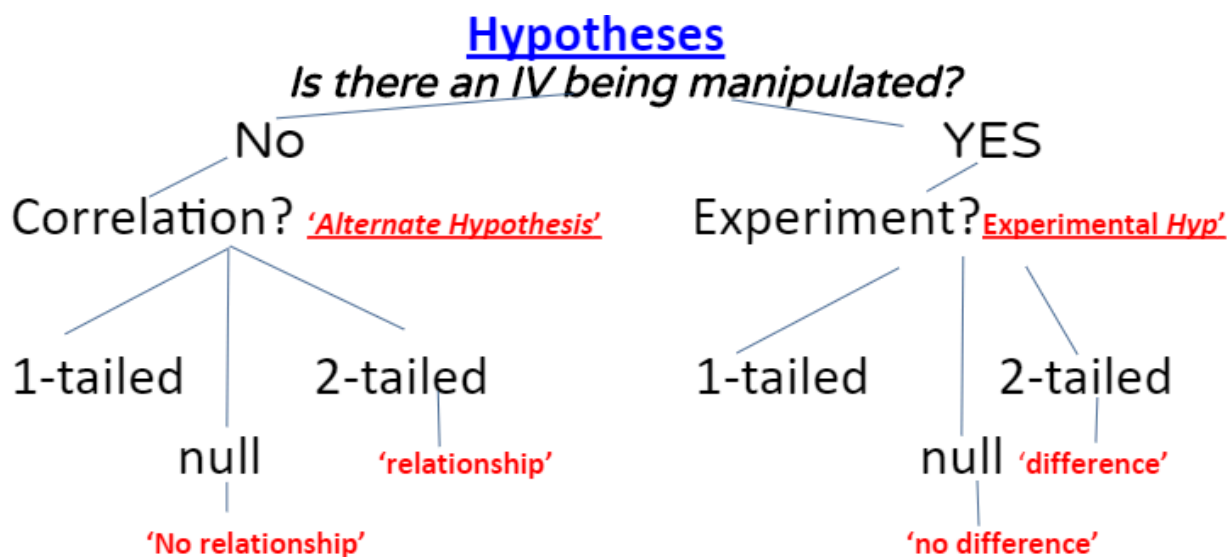 Hypotheses
Is there an IV being manipulated?
No
YES
Correlation? ‘Alternate Hypothesis’
Experiment? Experimental Hyp’
1-tailed
2-tailed
1-tailed
2-tailed
null
‘relationship’
null
‘difference’
‘No relationship’
‘no difference’